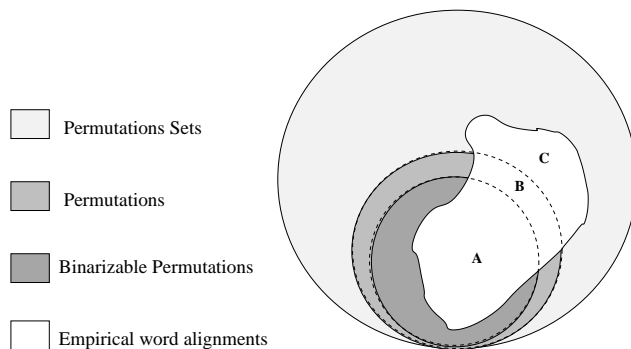 Permutations Sets
Permutations
Binarizable Permutations
Empirical word alignments
C
B
A